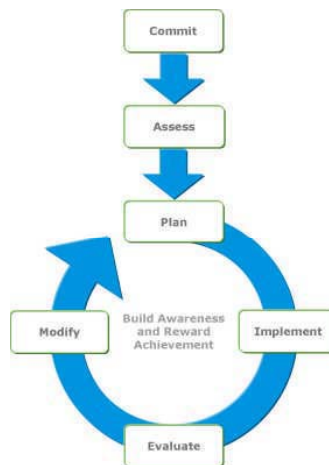 Commit
Assess
Plan
Build Awareness
and Reward
Achievement
Modify
Implement
Evaluate